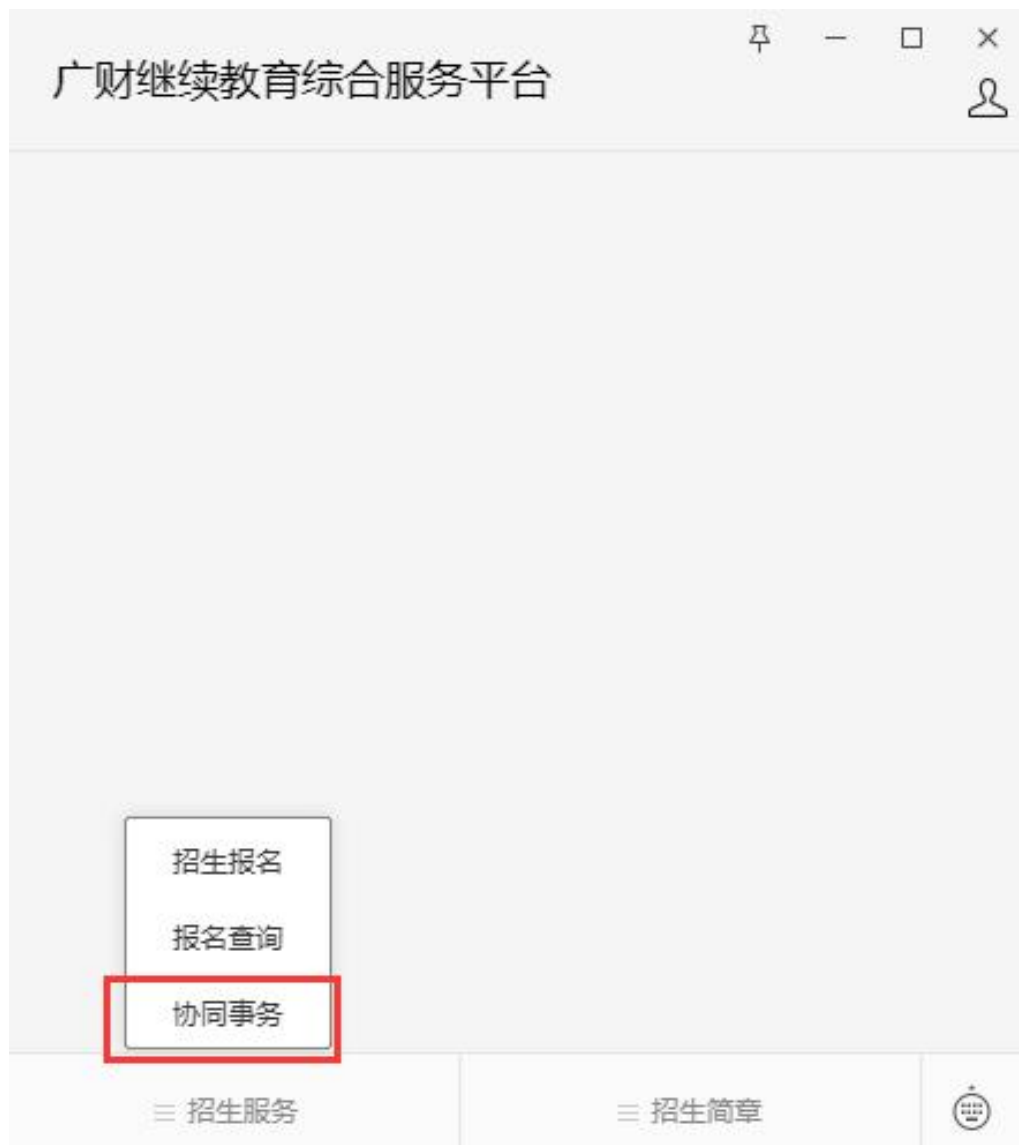 广财继续教育综合服务平台
招生报名
报名查询
协同事务
招生服务
招生简章